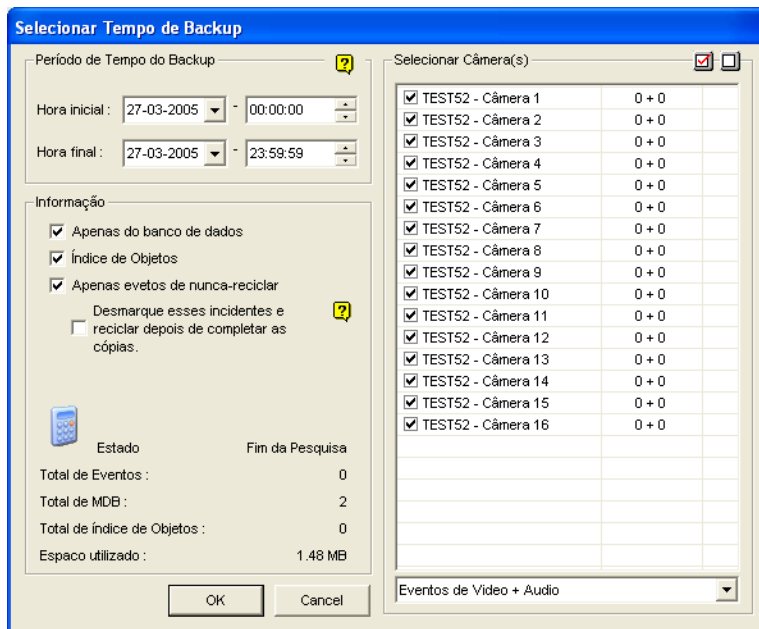 Selecionar Tempo de Backup
Período de Tempo do Backup
Hora inicial : 27-03-2005 - 00:00:00
Hora final : 27-03-2005 - 23:59:59
Informação
Apenas do banco de dados
Índice de Objetos
Apenas evetos de nunca-reciclar
Desmarque esses incidentes e
reciclar depois de completar as
cópias.
Estado Fim da Pesquisa
Total de Eventos : 0
Total de MDB : 2
Total de índice de Objetos : 0
Espaco utilizado : 1.48 MB
OK Cancel
Selecionar Câmera(s)
TEST52 - Câmera 1 0 + 0
TEST52 - Câmera 2 0 + 0
TEST52 - Câmera 3 0 + 0
TEST52 - Câmera 4 0 + 0
TEST52 - Câmera 5 0 + 0
TEST52 - Câmera 6 0 + 0
TEST52 - Câmera 7 0 + 0
TEST52 - Câmera 8 0 + 0
TEST52 - Câmera 9 0 + 0
TEST52 - Câmera 10 0 + 0
TEST52 - Câmera 11 0 + 0
TEST52 - Câmera 12 0 + 0
TEST52 - Câmera 13 0 + 0
TEST52 - Câmera 14 0 + 0
TEST52 - Câmera 15 0 + 0
TEST52 - Câmera 16 0 + 0
Eventos de Video + Audio